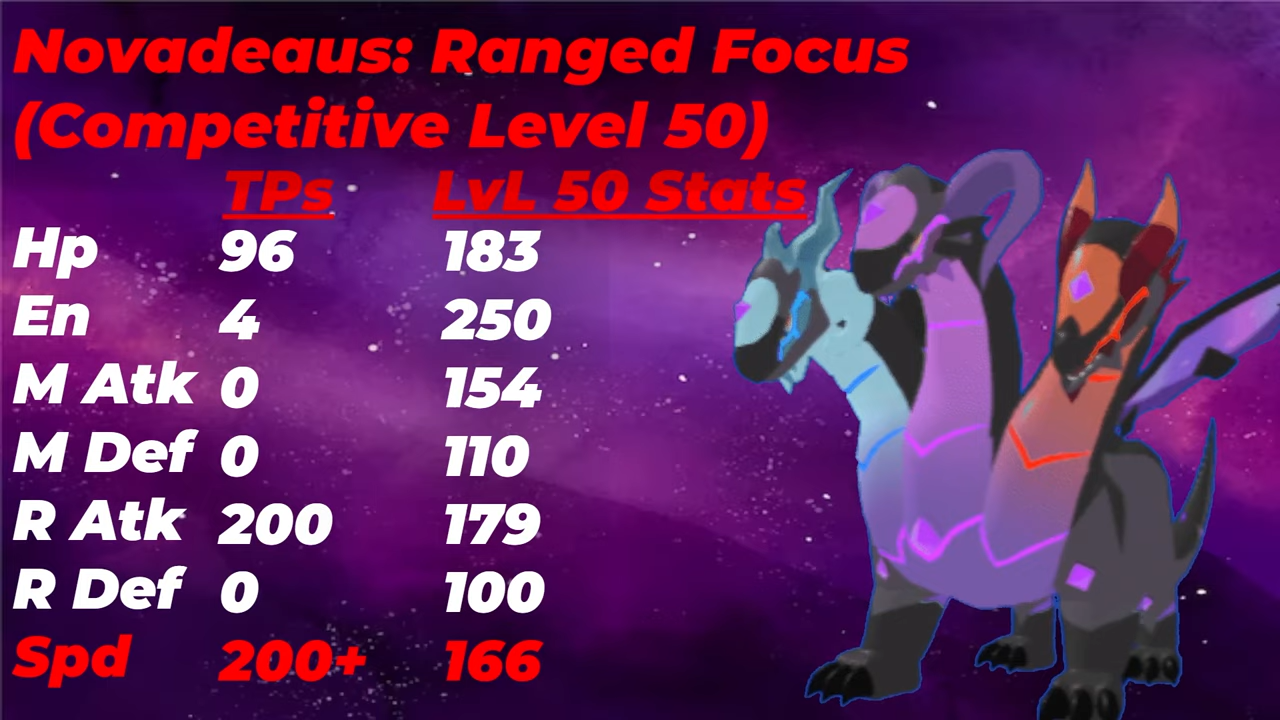 Novadeaus: Ranged Focus
(Competitive Level 50)
TPs LvL 50 Stats
Hp 96 183
En 4 250
M Atk 0 154
M Def 0 110
R Atk 200 179
R Def 0 100
Spd 200+ 166